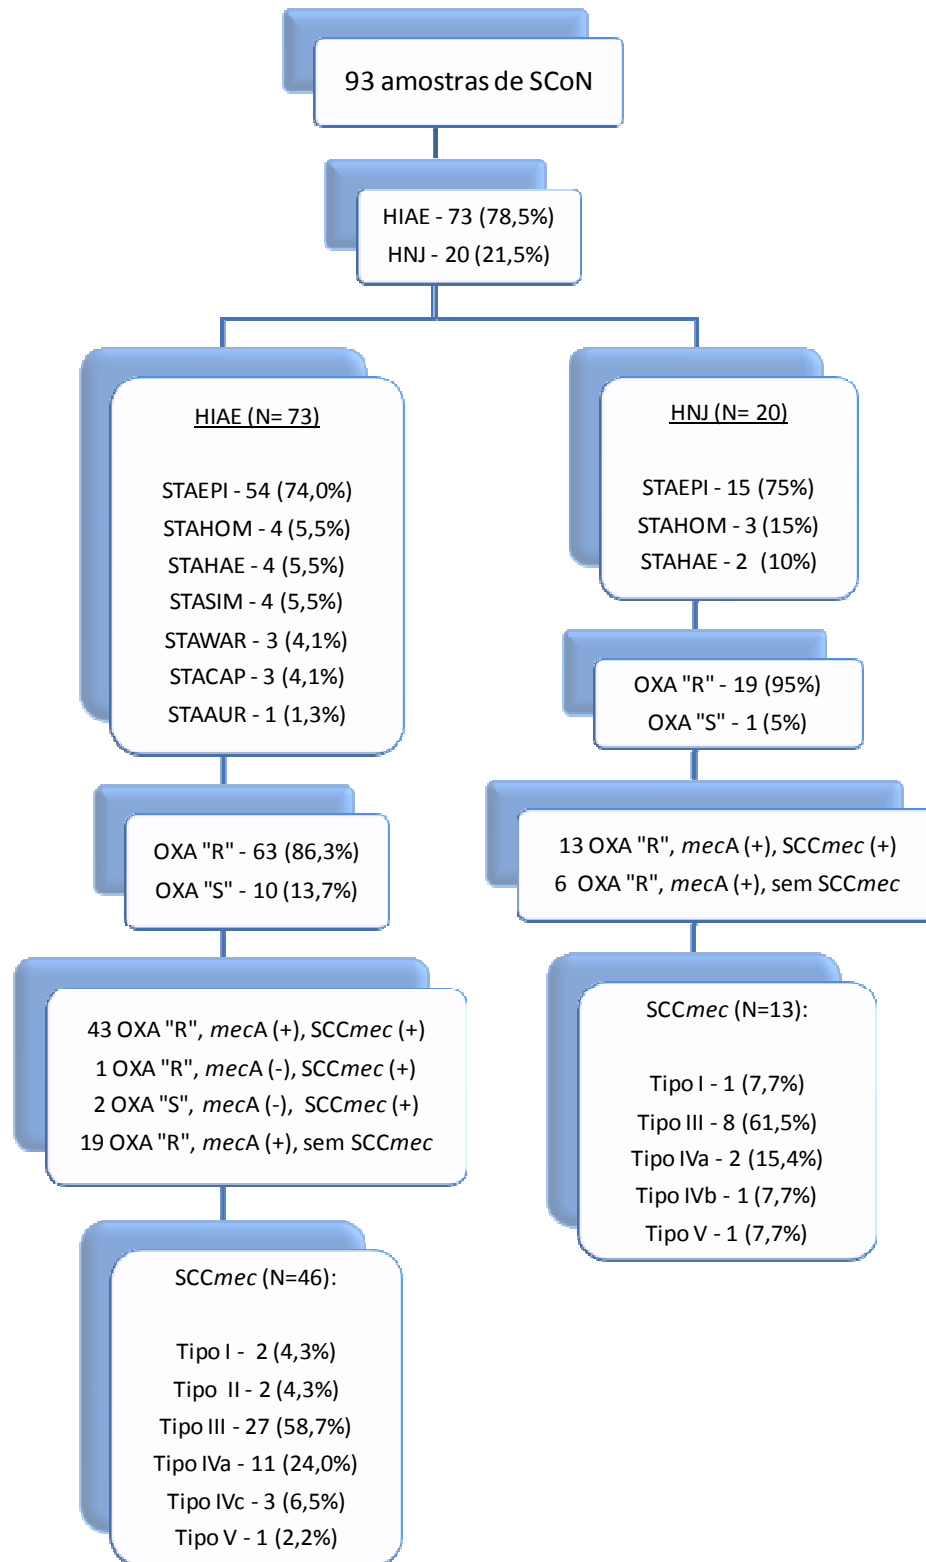 93 amostras de SCoN
HIAE - 73 (78,5%)
HNJ - 20 (21,5%)
HIAE (N= 73)
STAEPI - 54 (74,0%)
STAHOM - 4 (5,5%)
STAHAE - 4 (5,5%)
STASIM - 4 (5,5%)
STAWAR - 3 (4,1%)
STACAP - 3 (4,1%)
STAAUR - 1 (1,3%)
OXA "R" - 63 (86,3%)
OXA "S" - 10 (13,7%)
43 OXA "R", mecA (+), SCCmec (+)
1 OXA "R", mecA (-), SCCmec (+)
2 OXA "S", mecA (-), SCCmec (+)
19 OXA "R", mecA (+), sem SCCmec
SCCmec (N=46):
Tipo I - 2 (4,3%)
Tipo II - 2 (4,3%)
Tipo III - 27 (58,7%)
Tipo IVa - 11 (24,0%)
Tipo IVc - 3 (6,5%)
Tipo V - 1 (2,2%)
HNJ (N= 20)
STAEPI - 15 (75%)
STAHOM - 3 (15%)
STAHAE - 2 (10%)
OXA "R" - 19 (95%)
OXA "S" - 1 (5%)
13 OXA "R", mecA (+), SCCmec (+)
6 OXA "R", mecA (+), sem SCCmec
SCCmec (N=13):
Tipo I - 1 (7,7%)
Tipo III - 8 (61,5%)
Tipo IVa - 2 (15,4%)
Tipo IVb - 1 (7,7%)
Tipo V - 1 (7,7%)